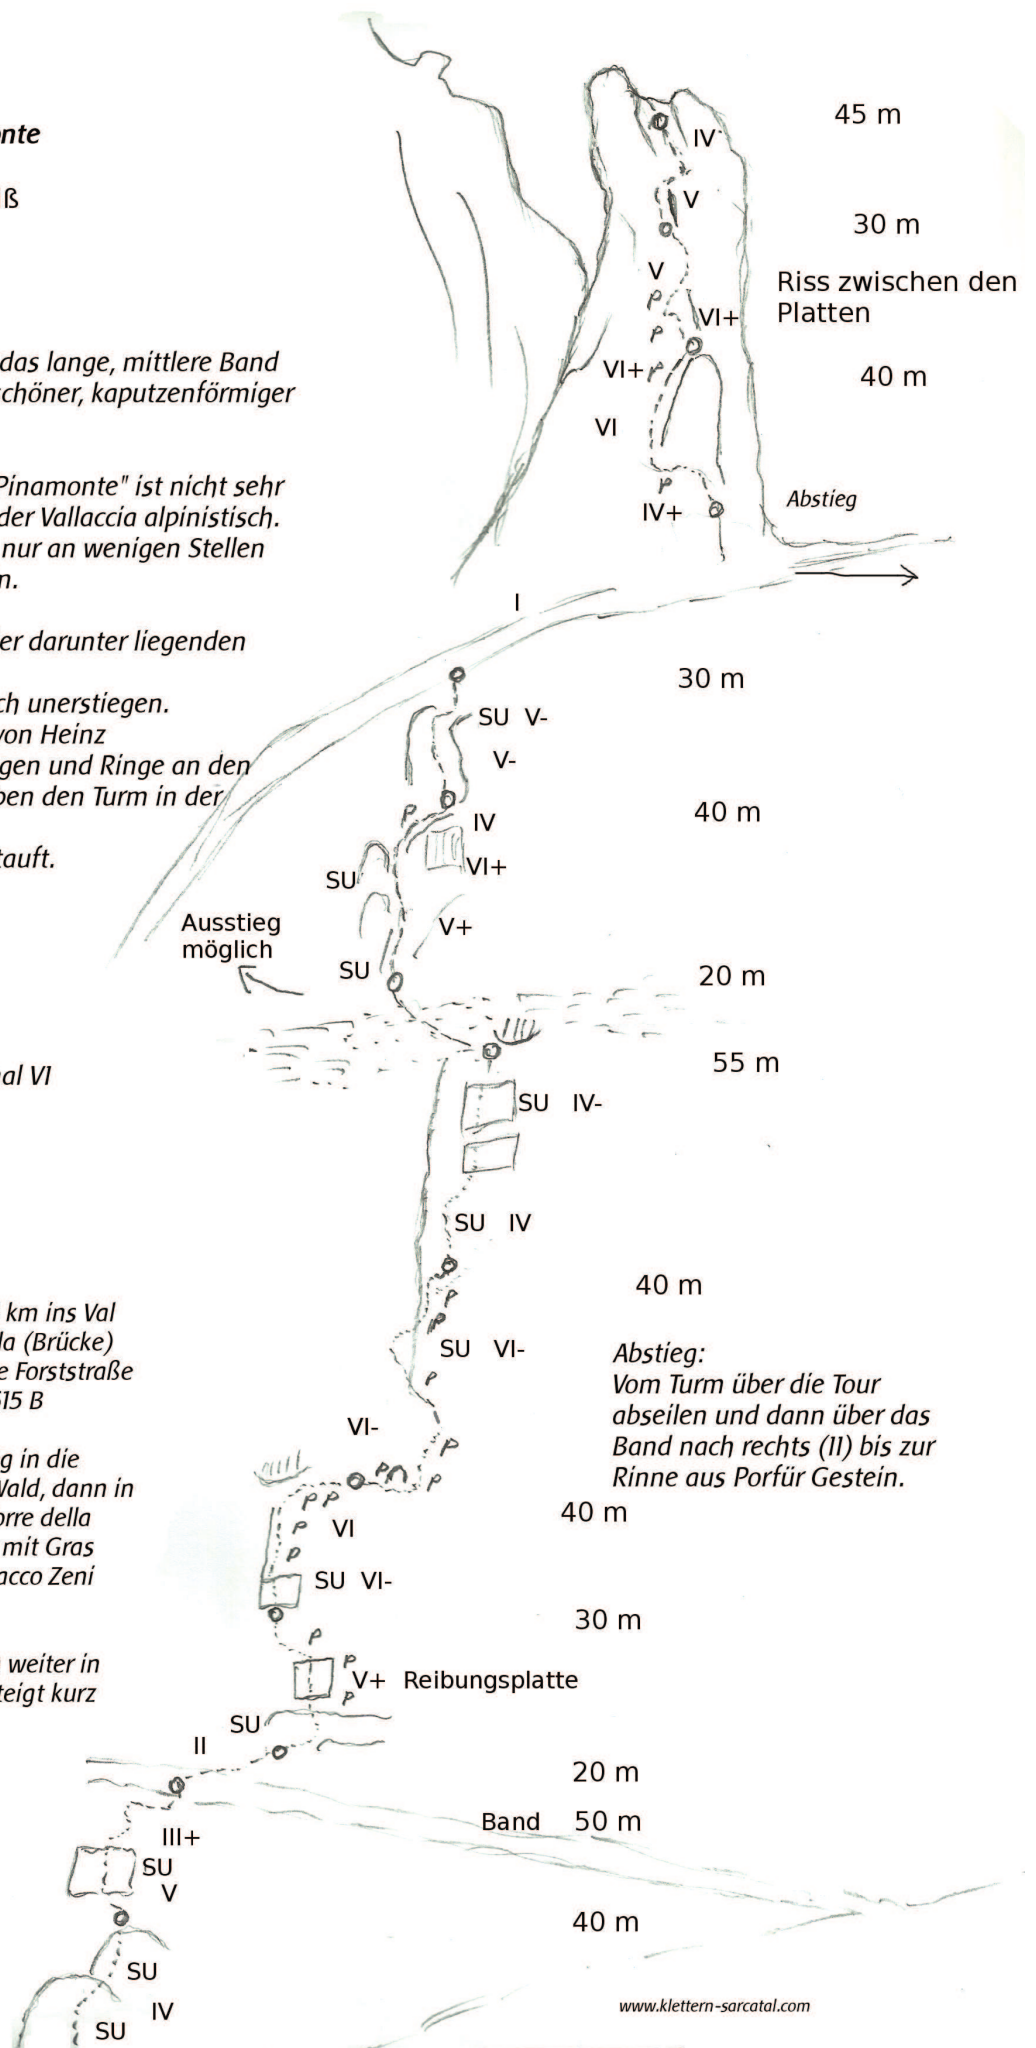 nte
ß
45 m
IV
V
30 m
V
P
Riss zwischen den
Platten
VI+
P
das lange, mittlere Band
schöner, kaputzenförmiger
VI+
P
40 m
VI
Pinamonte" ist nicht sehr
der Vallaccia alpinistisch.
nur an wenigen Stellen
n.
P
IV+
Abstieg
I
er darunter liegenden
ch unerstiegen.
von Heinz
gen und Ringe an den
ben den Turm in der
tauft.
30 m
SU V-
V-
P
IV
40 m
VI+
SU
Ausstieg
möglich
V+
SU
20 m
55 m
al VI
SU IV-
SU IV
40 m
P
P
SU VI-
P
km ins Val
la (Brücke)
e Forststraße
515 B
Abstieg:
Vom Turm über die Tour
abseilen und dann über das
Band nach rechts (II) bis zur
Rinne aus Porfür Gestein.
VI-
P
g in die
Wald, dann in
orre della
mit Gras
acco Zeni
P
P
P P
VI
P
P
40 m
SU VI-
30 m
P
weiter in
teigt kurz
P
V+ Reibungsplatte
P
SU
II
20 m
Band 50 m
III+
SU
V
40 m
SU
IV
SU
www.klettern-sarcatal.com